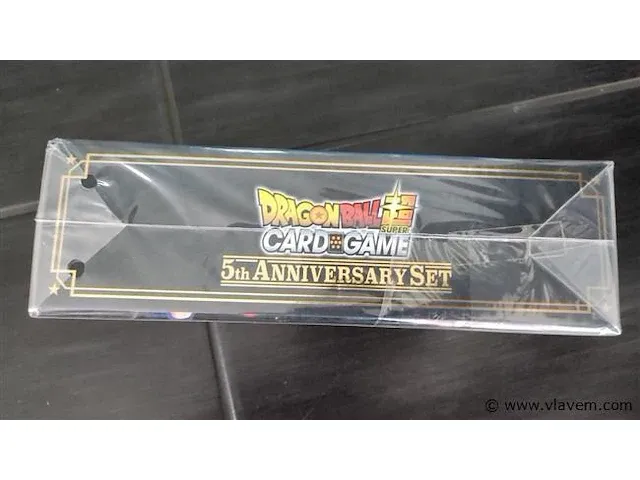 DRAGON BALL 超
SUPER
CARD GAME
5th ANNIVERSARY SET
© www.vlavem.com